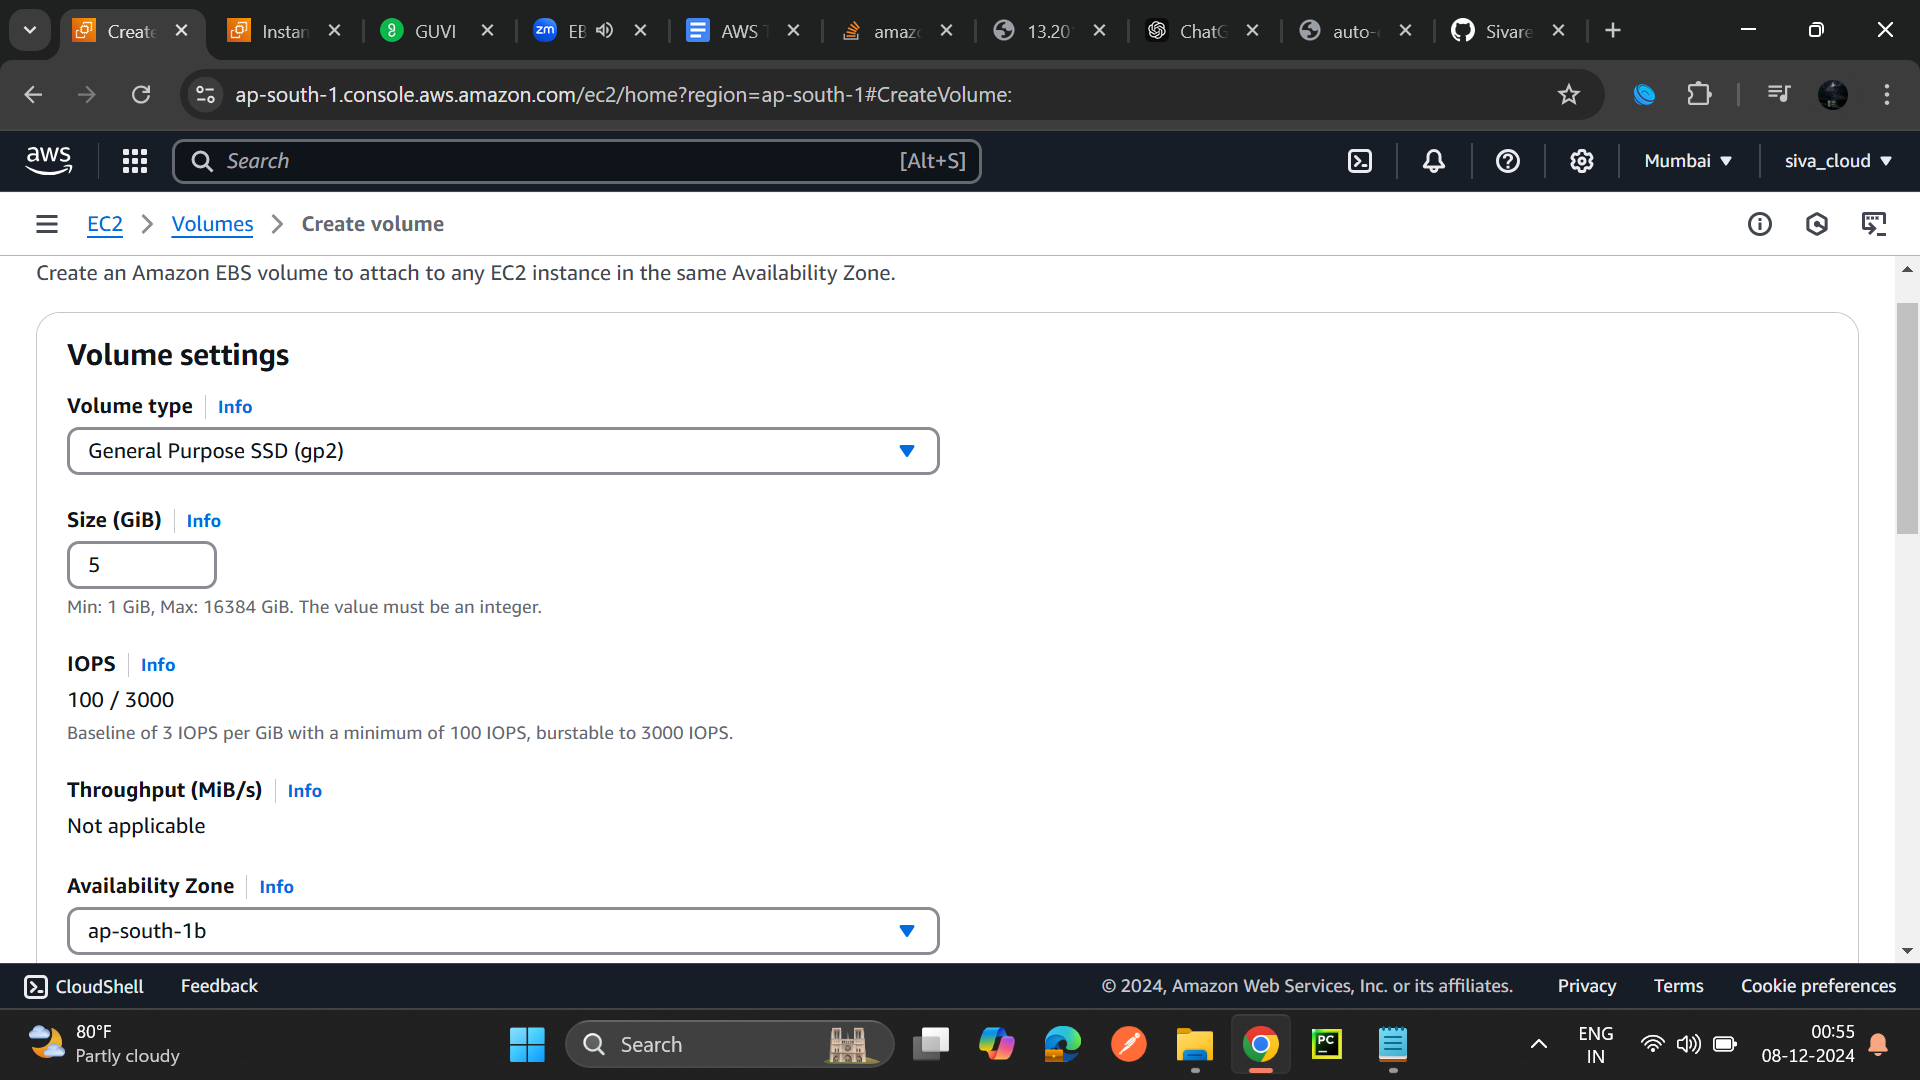 Create
Instan
GUVI
zm
EB
AWS T
amazo
13.20
ChatG
auto-
Sivare
ap-south-1.console.aws.amazon.com/ec2/home?region=ap-south-1#CreateVolume:
aws
Search
[Alt+S]
Mumbai
siva_cloud
EC2
Volumes
Create volume
Create an Amazon EBS volume to attach to any EC2 instance in the same Availability Zone.
Volume settings
Volume type
Info
General Purpose SSD (gp2)
Size (GiB)
Info
5
Min: 1 GiB, Max: 16384 GiB. The value must be an integer.
IOPS
Info
100 / 3000
Baseline of 3 IOPS per GiB with a minimum of 100 IOPS, burstable to 3000 IOPS.
Throughput (MiB/s)
Info
Not applicable
Availability Zone
Info
ap-south-1b
CloudShell
Feedback
© 2024, Amazon Web Services, Inc. or its affiliates.
Privacy
Terms
Cookie preferences
80°F
Partly cloudy
Search
PC
ENG
IN
00:55
08-12-2024